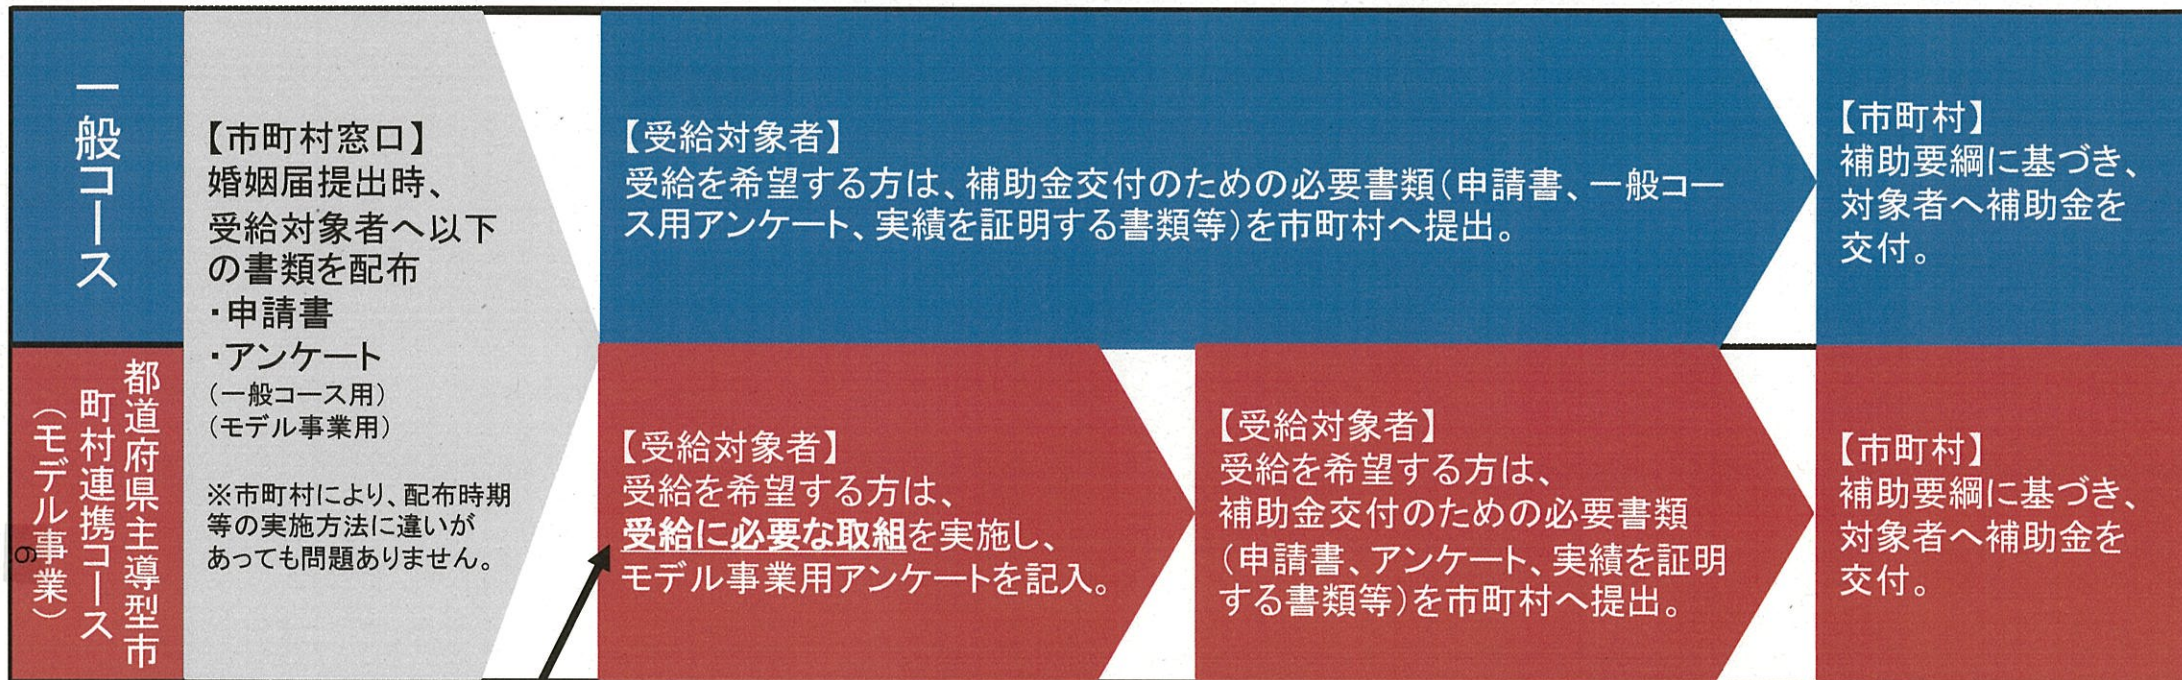 一般コース
【市町村窓口】
婚姻届提出時、
受給対象者へ以下
の書類を配布
・申請書
・アンケート
(一般コース用)
(モデル事業用)
※市町村により、配布時期
等の実施方法に違いが
あっても問題ありません。
【受給対象者】
受給を希望する方は、補助金交付のための必要書類(申請書、一般コー
ス用アンケート、実績を証明する書類等)を市町村へ提出。
【市町村】
補助要綱に基づき、
対象者へ補助金を
交付。
都道府県主導型市
町村連携コース
(モデル事業)
【受給対象者】
受給を希望する方は、
受給に必要な取組を実施し、
モデル事業用アンケートを記入。
【受給対象者】
受給を希望する方は、
補助金交付のための必要書類
(申請書、アンケート、実績を証明
する書類等)を市町村へ提出。
【市町村】
補助要綱に基づき、
対象者へ補助金を
交付。